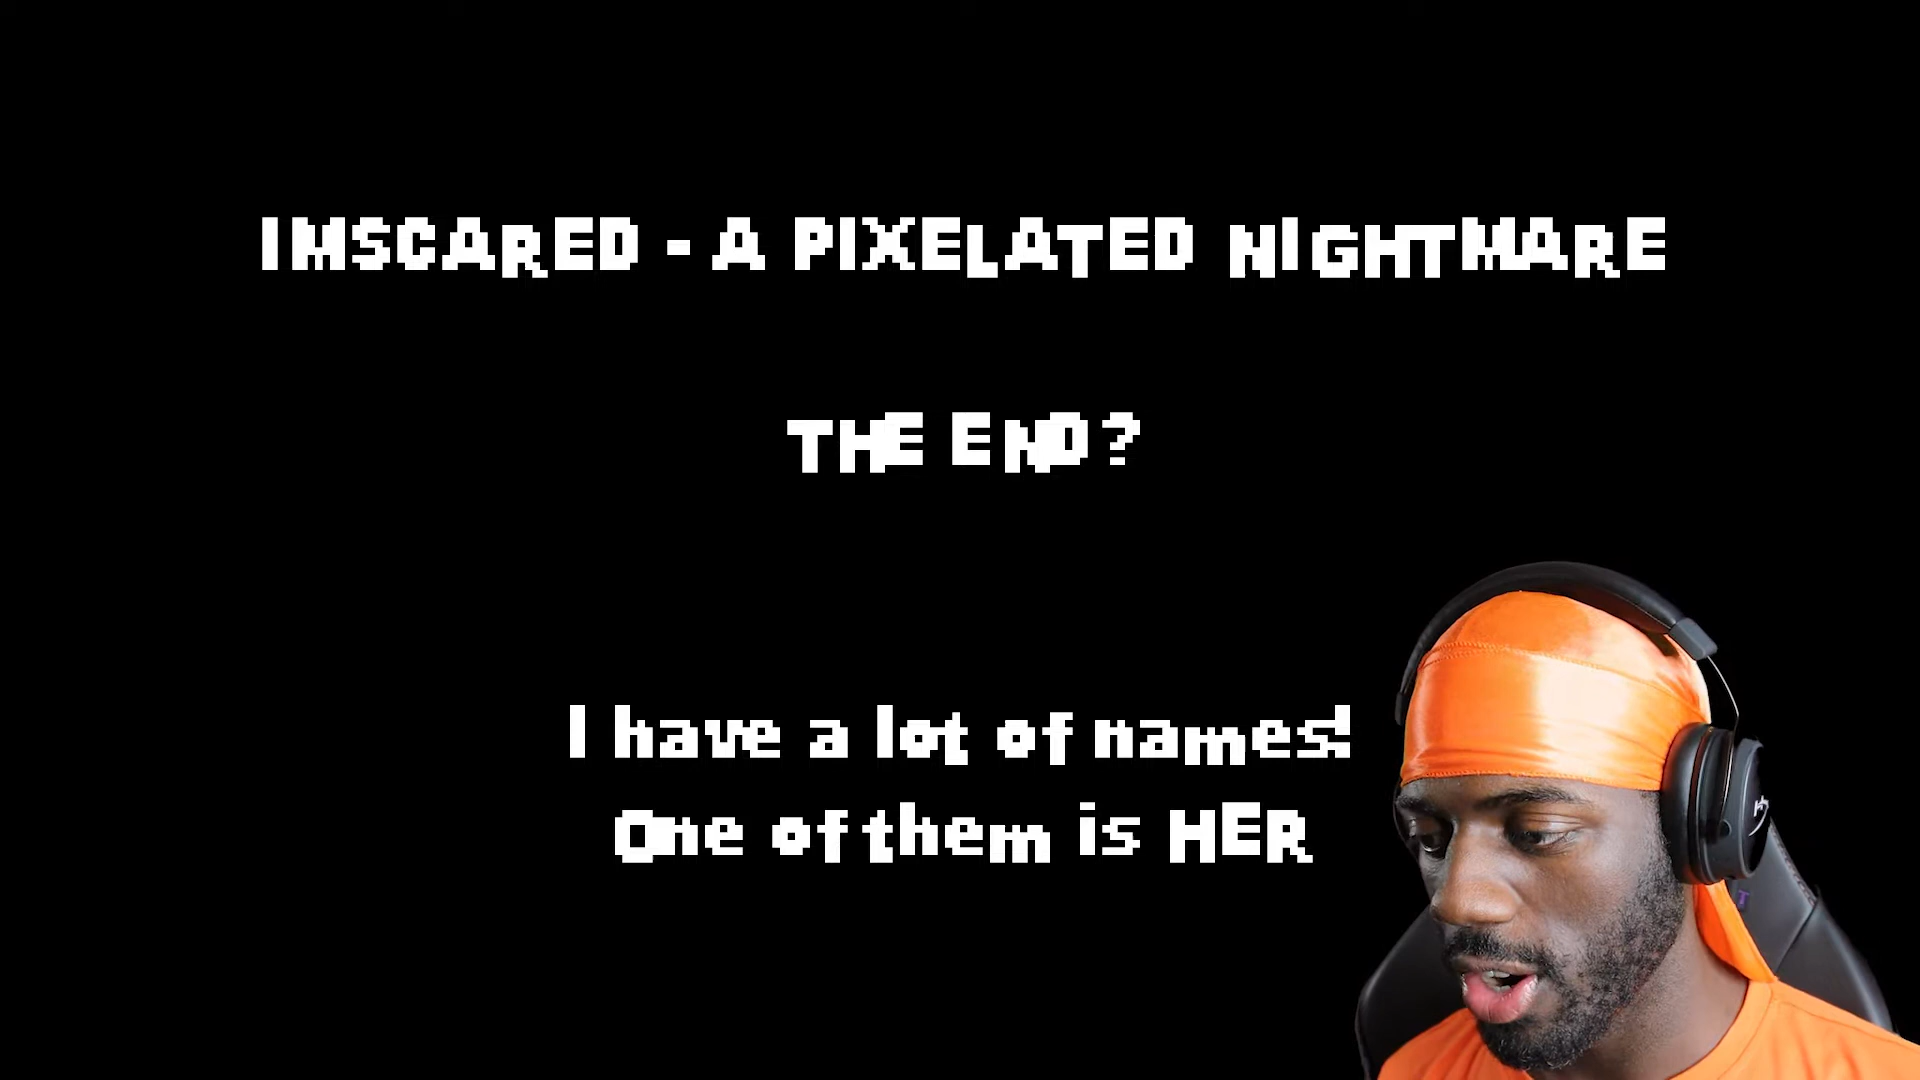 IMSCARED - A PIXELATED NIGHTMARE
THE END?
I have a lot of names!
One of them is HER